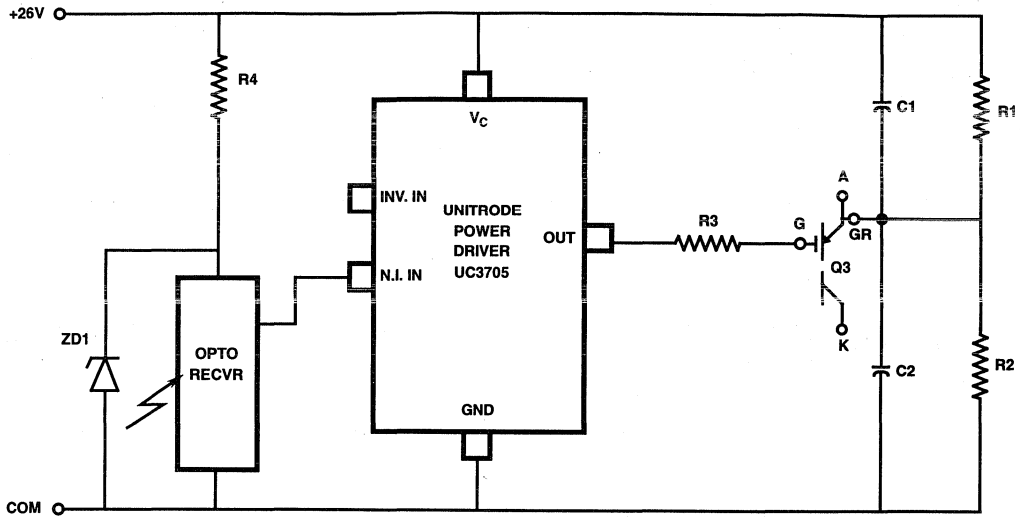 +26V
R4
VC
C1
R1
INV. IN
UNITRODE
POWER
DRIVER
UC3705
OUT
N.I. IN
R3
A
G
GR
Q3
K
ZD1
OPTO
RECVR
C2
R2
GND
COM